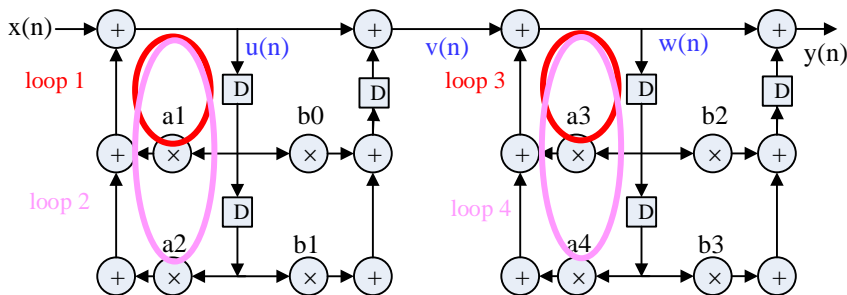 x(n) + u(n) + v(n) + w(n) + y(n)
loop 1 D D loop 3 D D
a1 b0 a3 b2
+ × × + + × × +
loop 2 D loop 4 D
a2 b1 a4 b3
+ × × + + × × +